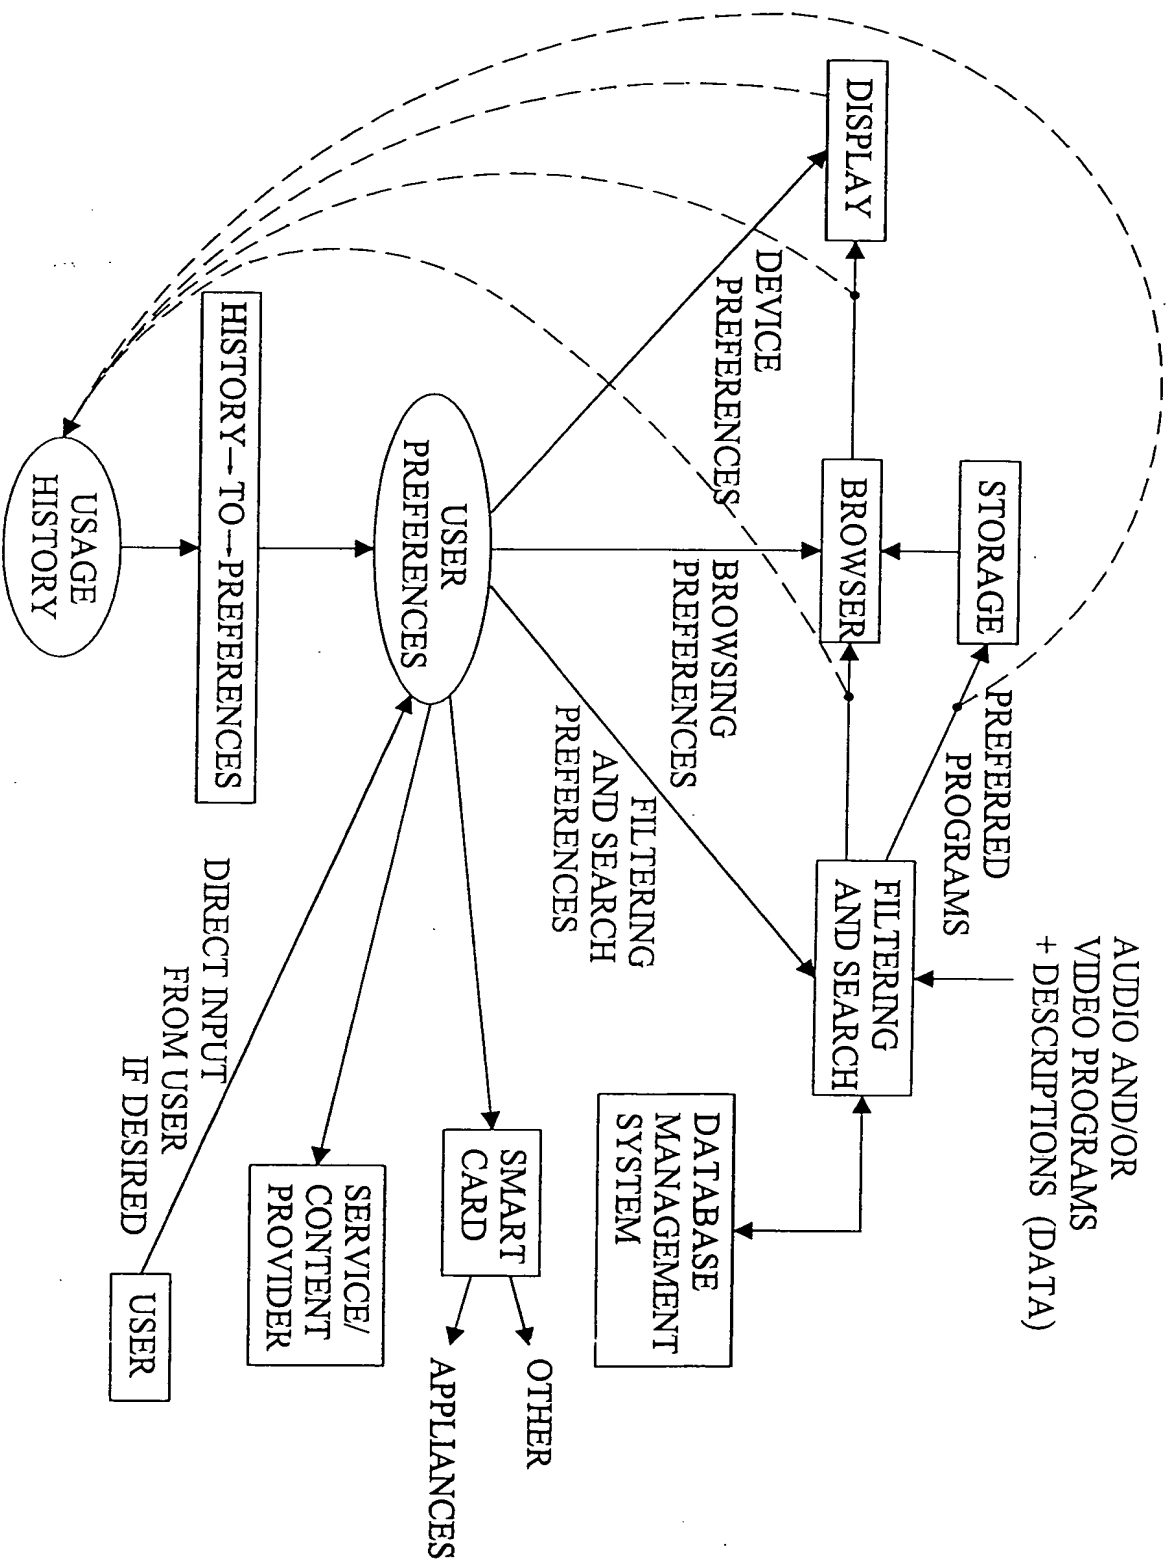 AUDIO AND/OR
VIDEO PROGRAMS
+ DESCRIPTIONS (DATA)
PREFERRED
PROGRAMS
STORAGE
DISPLAY
BROWSER
FILTERING
AND SEARCH
DEVICE
PREFERENCES
BROWSING
PREFERENCES
FILTERING
AND SEARCH
PREFERENCES
DATABASE
MANAGEMENT
SYSTEM
USER
PREFERENCES
SMART
CARD
OTHER
APPLIANCES
SERVICE/
CONTENT
PROVIDER
HISTORY→TO→PREFERENCES
DIRECT INPUT
FROM USER
IF DESIRED
USAGE
HISTORY
USER